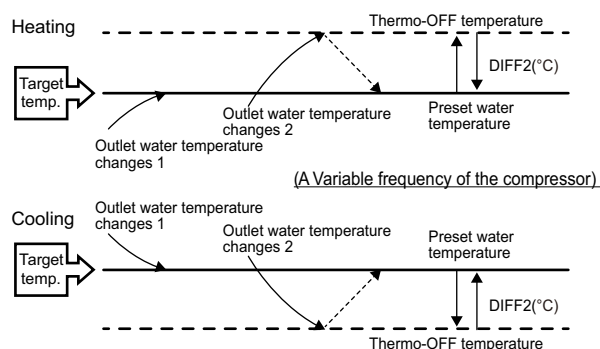 Heating
Thermo-OFF temperature
Target
temp.
DIFF2(°C)
Outlet water temperature
changes 2
Preset water
temperature
Outlet water temperature
changes 1
(A Variable frequency of the compressor)
Cooling
Outlet water temperature
changes 1
Outlet water temperature
changes 2
Preset water
temperature
Target
temp.
DIFF2(°C)
Thermo-OFF temperature